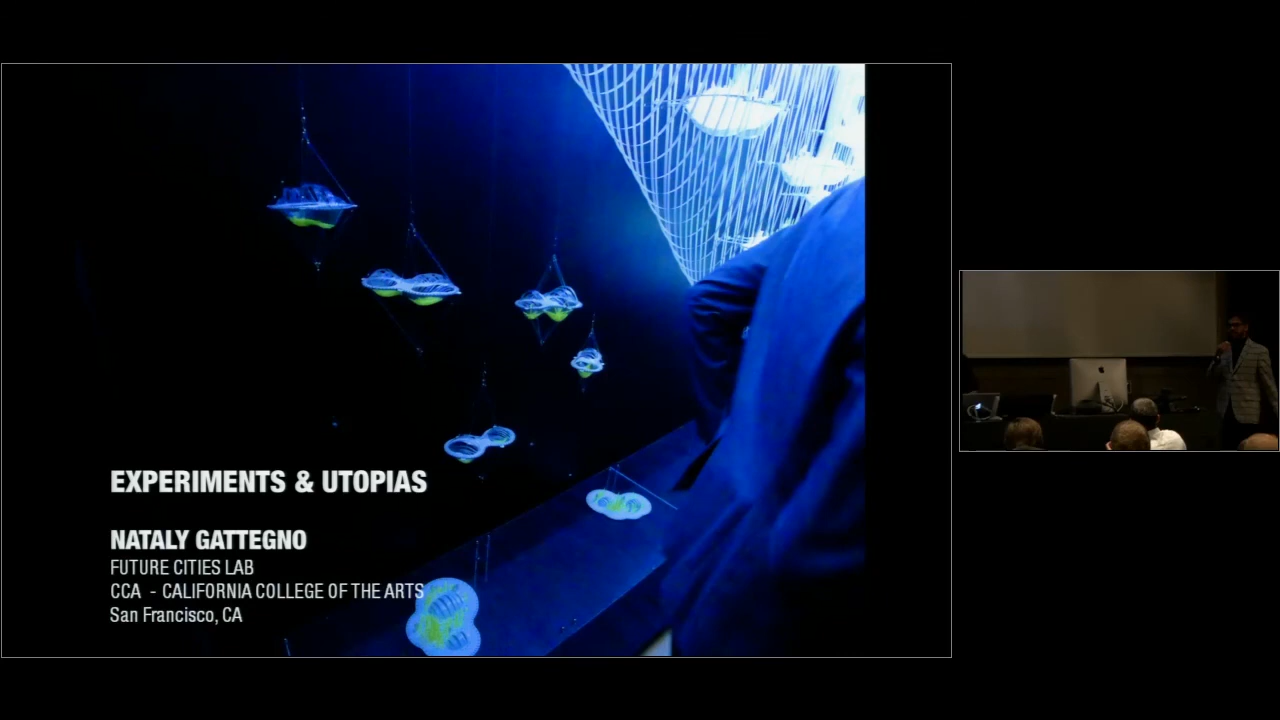 EXPERIMENTS & UTOPIAS
NATALY GATTEGNO
FUTURE CITIES LAB
CCA - CALIFORNIA COLLEGE OF THE ARTS
San Francisco, CA